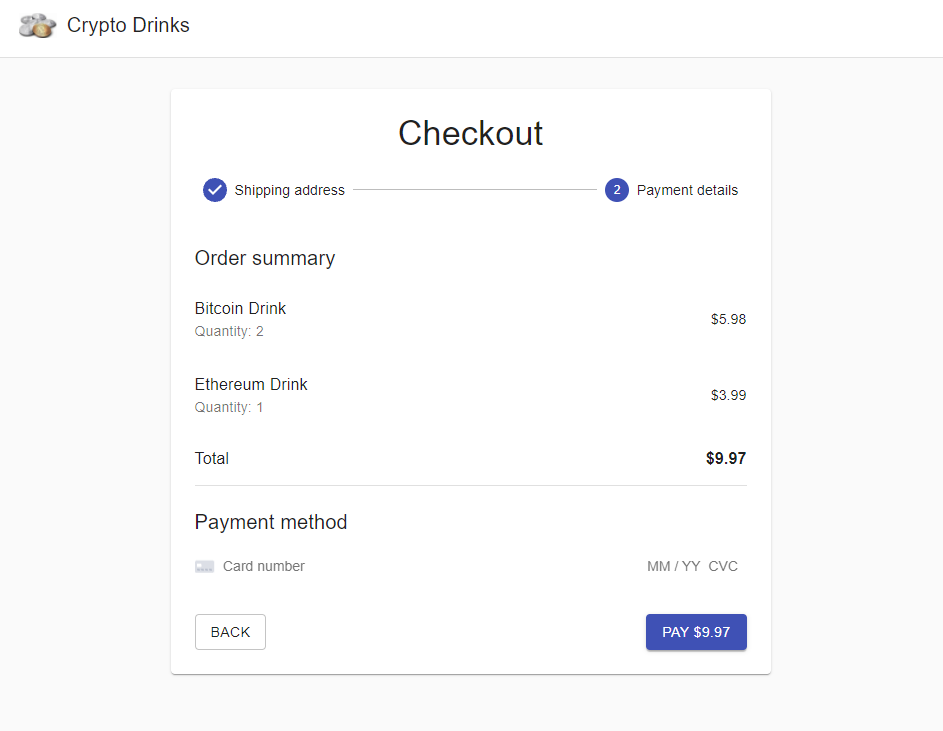 Crypto Drinks
Checkout
Shipping address
2 Payment details
Order summary
Bitcoin Drink
Quantity: 2
$5.98
Ethereum Drink
Quantity: 1
$3.99
Total $9.97
Payment method
Card number MM / YY CVC
BACK PAY $9.97